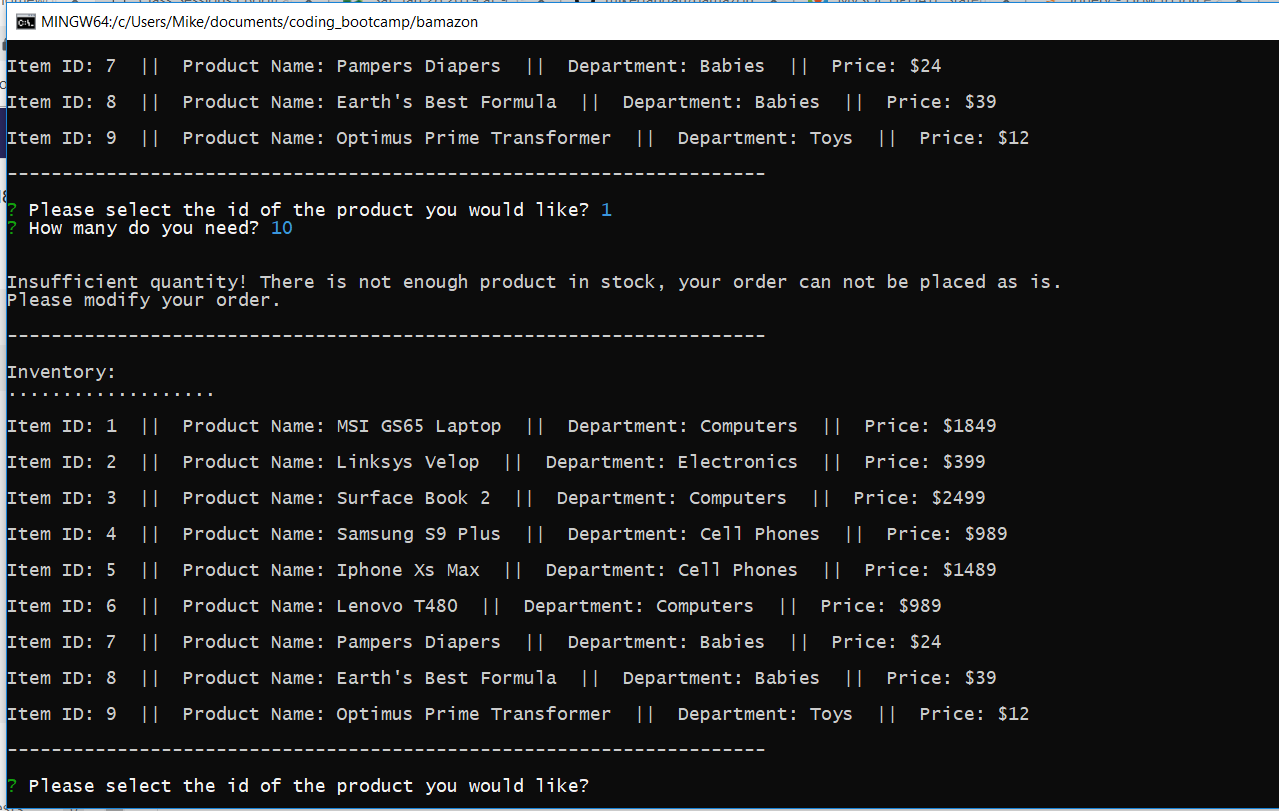 MINGW64:/c/Users/Mike/documents/coding_bootcamp/bamazon
Item ID: 7  ||  Product Name: Pampers Diapers  ||  Department: Babies  ||  Price: $24
Item ID: 8  ||  Product Name: Earth's Best Formula  ||  Department: Babies  ||  Price: $39
Item ID: 9  ||  Product Name: Optimus Prime Transformer  ||  Department: Toys  ||  Price: $12
---------------------------------------------------------------------
? Please select the id of the product you would like? 1
? How many do you need? 10
Insufficient quantity! There is not enough product in stock, your order can not be placed as is.
Please modify your order.
---------------------------------------------------------------------
Inventory:
...................
Item ID: 1  ||  Product Name: MSI GS65 Laptop  ||  Department: Computers  ||  Price: $1849
Item ID: 2  ||  Product Name: Linksys Velop  ||  Department: Electronics  ||  Price: $399
Item ID: 3  ||  Product Name: Surface Book 2  ||  Department: Computers  ||  Price: $2499
Item ID: 4  ||  Product Name: Samsung S9 Plus  ||  Department: Cell Phones  ||  Price: $989
Item ID: 5  ||  Product Name: Iphone Xs Max  ||  Department: Cell Phones  ||  Price: $1489
Item ID: 6  ||  Product Name: Lenovo T480  ||  Department: Computers  ||  Price: $989
Item ID: 7  ||  Product Name: Pampers Diapers  ||  Department: Babies  ||  Price: $24
Item ID: 8  ||  Product Name: Earth's Best Formula  ||  Department: Babies  ||  Price: $39
Item ID: 9  ||  Product Name: Optimus Prime Transformer  ||  Department: Toys  ||  Price: $12
---------------------------------------------------------------------
? Please select the id of the product you would like?